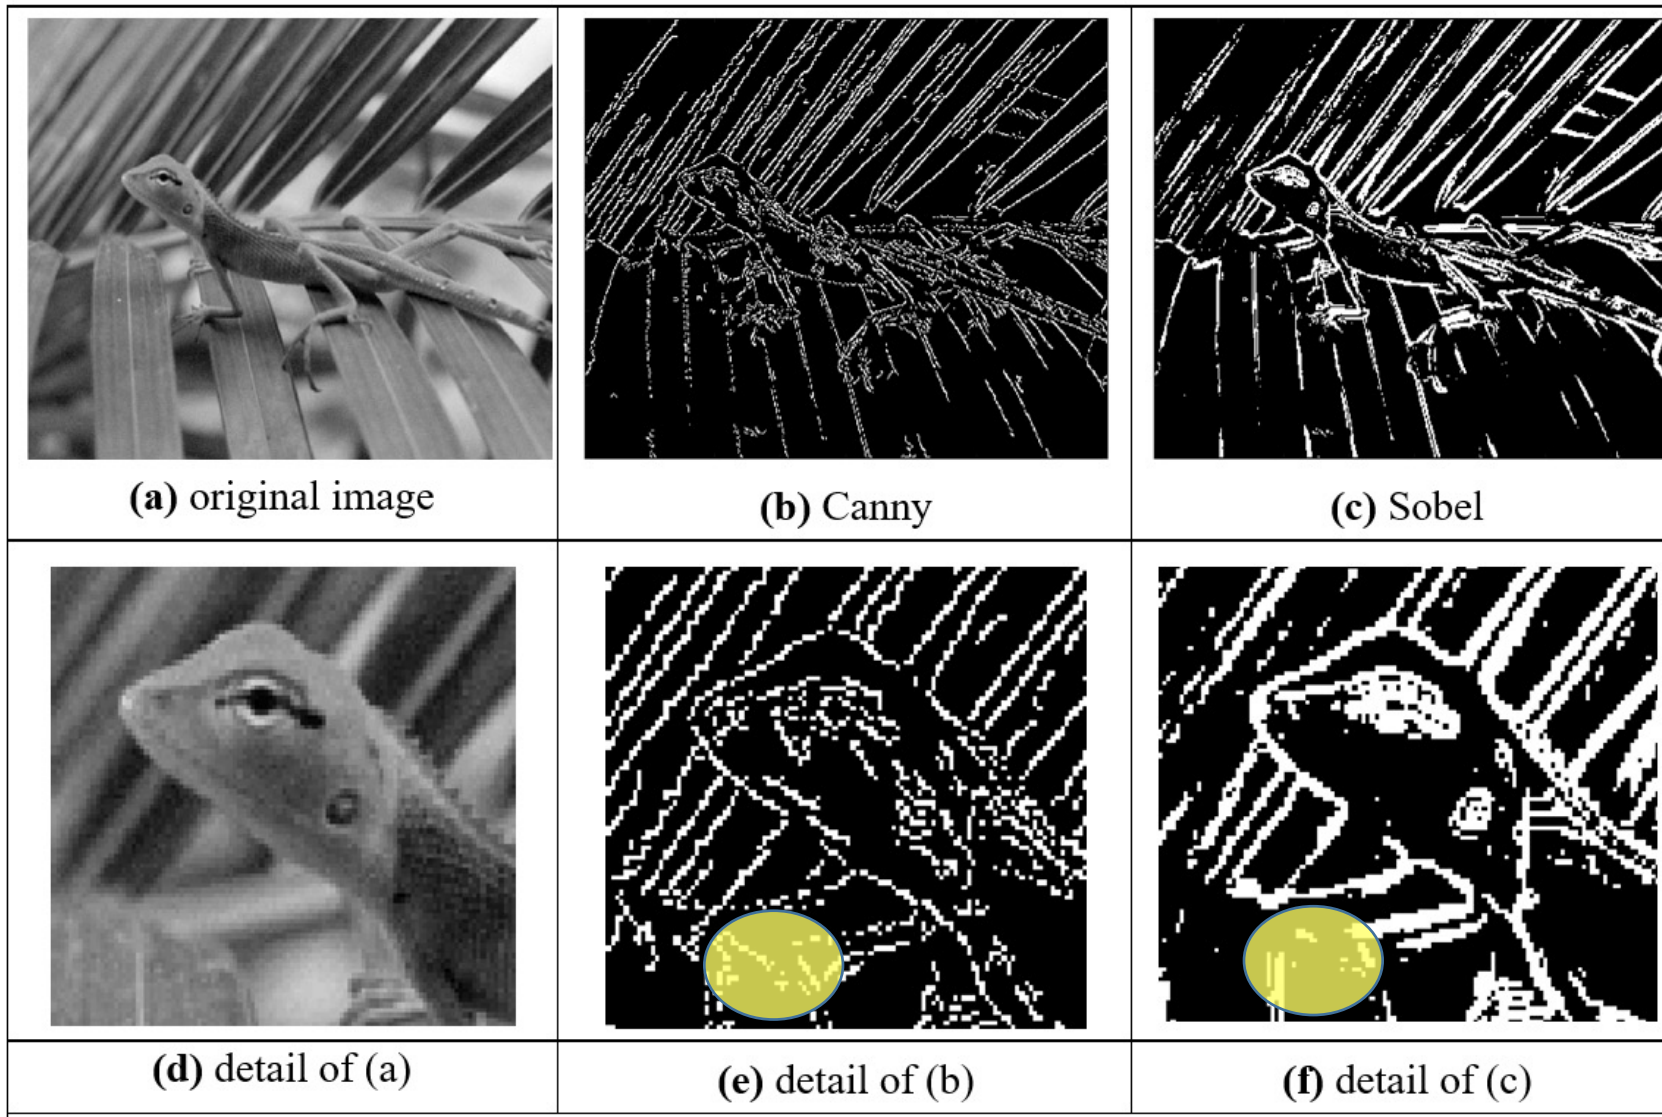 (a) original image
(b) Canny
(c) Sobel
(d) detail of (a)
(e) detail of (b)
(f) detail of (c)